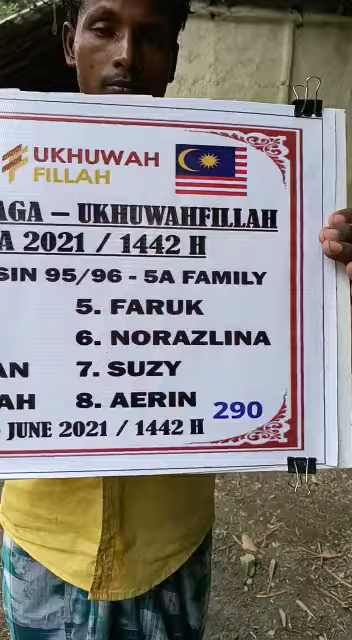 UKHUWAH
FILLAH
AGA – UKHUWAHFILLAH
A 2021 / 1442 H
SIN 95/96 - 5A FAMILY
5. FARUK
6. NORAZLINA
AN 7. SUZY
AH 8. AERIN
290
JUNE 2021 / 1442 H